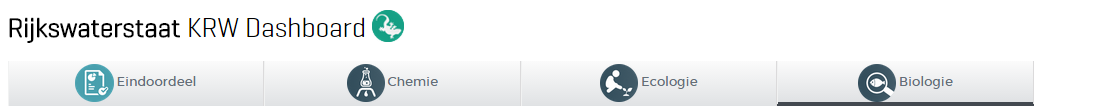 Rijkswaterstaat KRW Dashboard
Eindoordeel Chemie Ecologie Biologie